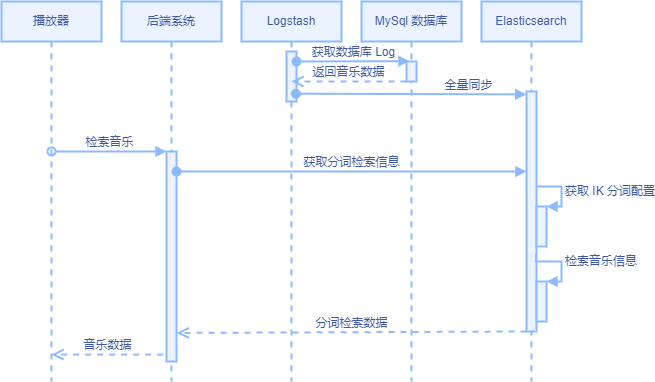 播放器
后端系统
Logstash
MySql 数据库
Elasticsearch
获取数据库 Log
返回音乐数据
全量同步
检索音乐
获取分词检索信息
获取 IK 分词配置
检索音乐信息
分词检索数据
音乐数据